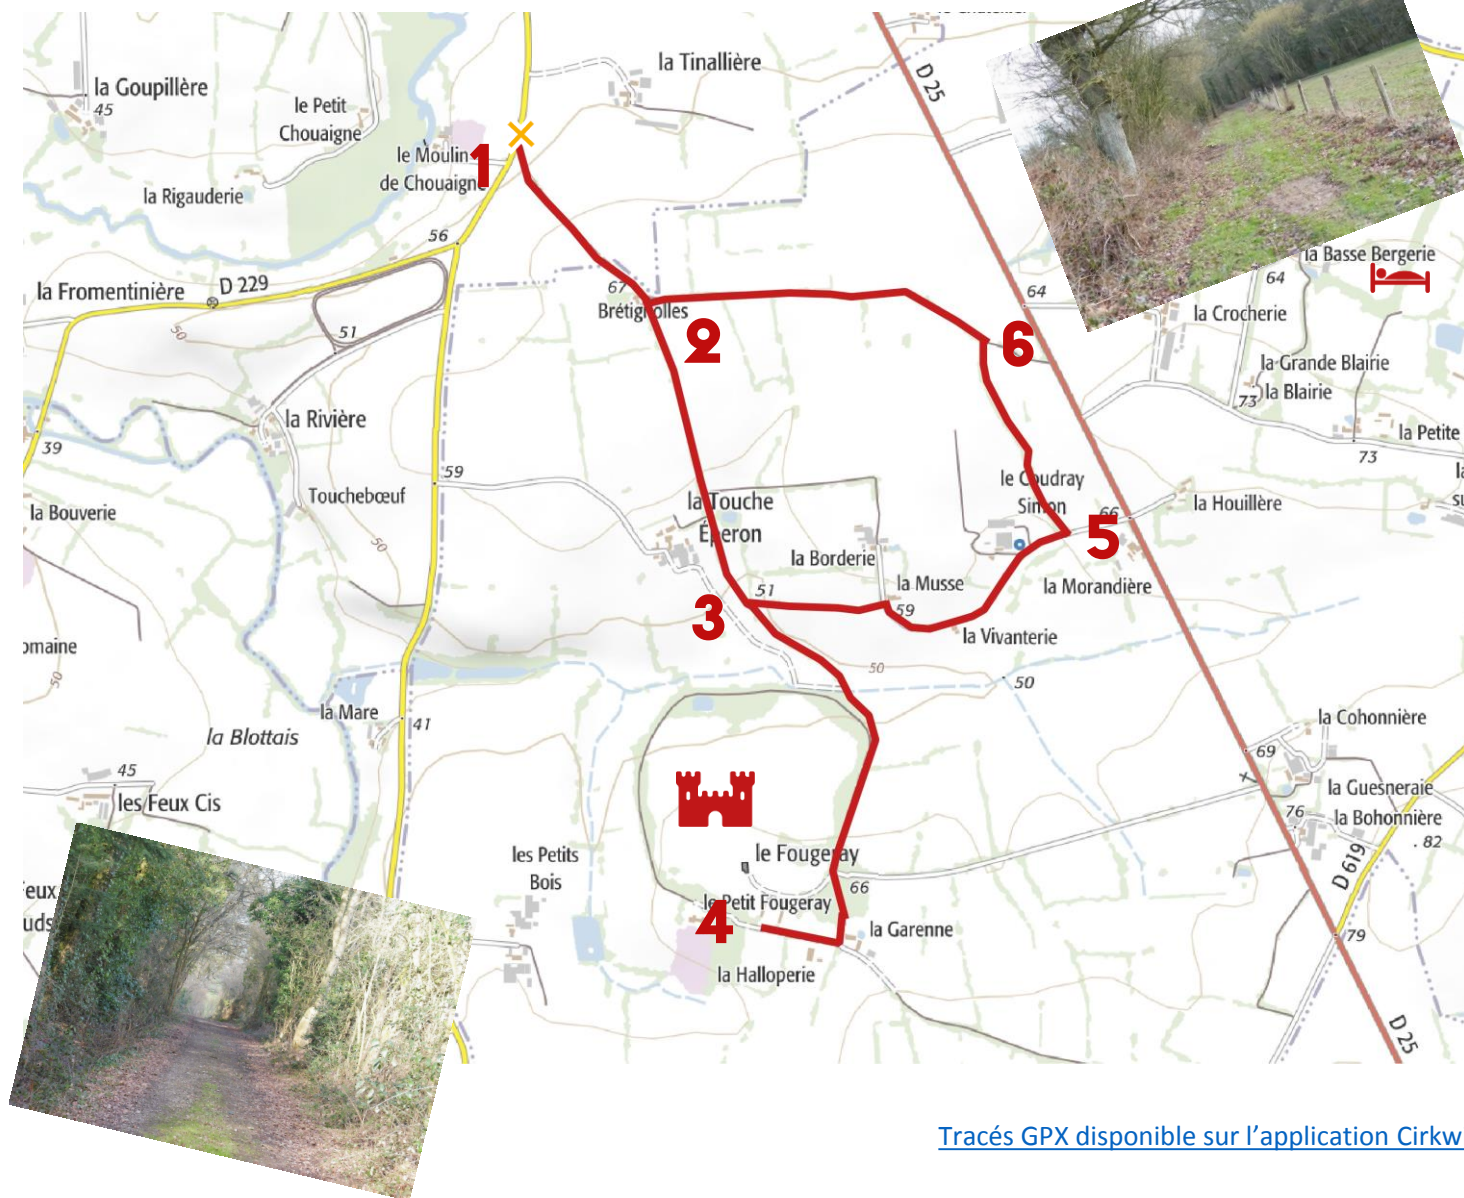 la Tinallière
la Goupillère
45
le Petit
Chouaigne
D 25
le Moulin
de Chouaigne
1
la Rigauderie
56
la Basse Bergerie
64
la Fromentinière
D 229
67
Brétignolles
64
la Crocherie
50
51
2
6
la Grande Blairie
la Blairie
73
la Rivière
39
la Petite
73
59
le Coudray
Simon
Touchebœuf
la Touche
Éperon
la Houillère
66
la Bouverie
50
la Borderie
5
51
la Musse
la Morandière
59
3
la Vivanterie
omaine
50
50
50
la Mare
41
la Blottais
la Cohonnière
69
45
les Feux Cis
la Guesneraie
76
la Bohonnière
82
les Petits
Bois
le Fougeray
66
D 619
le Petit Fougeray
4
la Garenne
79
la Halloperie
D 25
Tracés GPX disponible sur l'application Cirkw